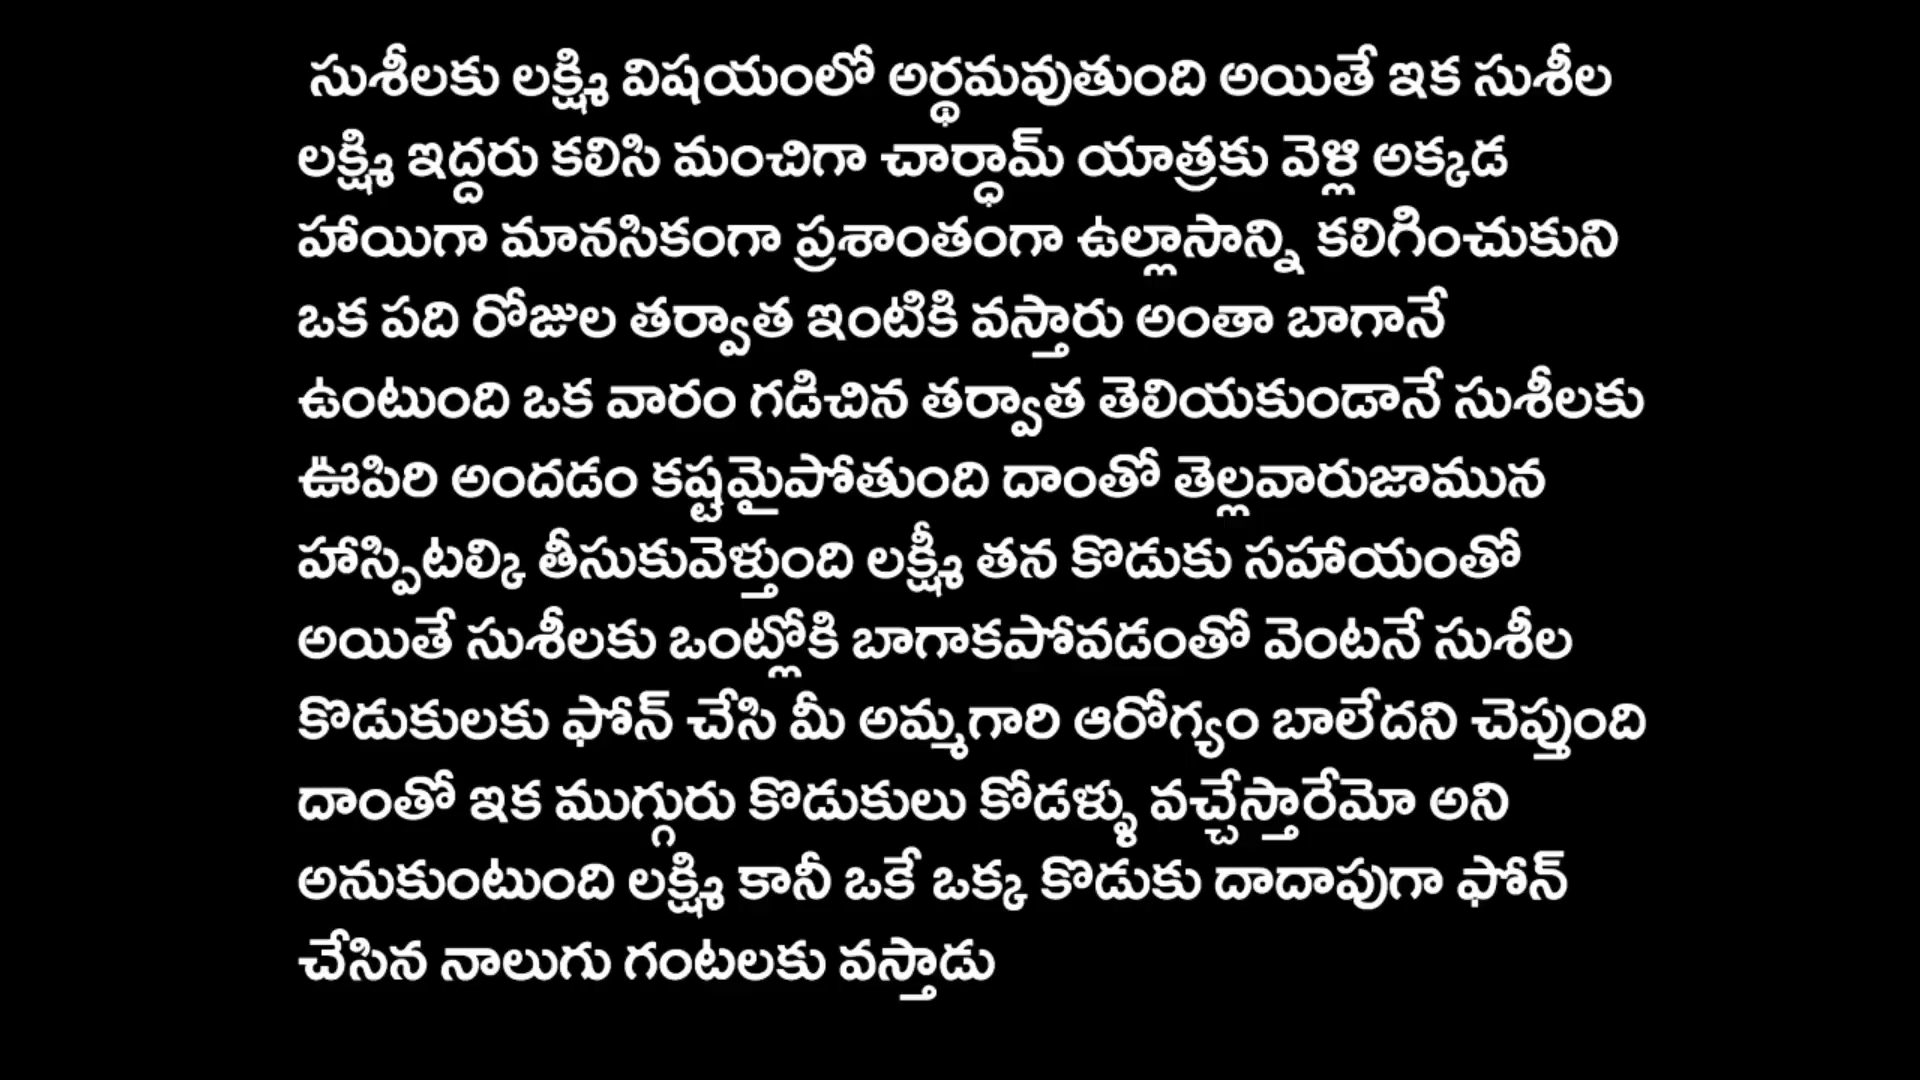 సుశీలకు లక్ష్మి విషయంలో అర్థమవుతుంది అయితే ఇక సుశీల
లక్ష్మి ఇద్దరు కలిసి మంచిగా చార్ధామ్ యాత్రకు వెళ్లి అక్కడ
హాయిగా మానసికంగా ప్రశాంతంగా ఉల్లాసాన్ని కలిగించుకుని
ఒక పది రోజుల తర్వాత ఇంటికి వస్తారు అంతా బాగానే
ఉంటుంది ఒక వారం గడిచిన తర్వాత తెలియకుండానే సుశీలకు
ఊపిరి అందడం కష్టమైపోతుంది దాంతో తెల్లవారుజామున
హాస్పిటల్కి తీసుకువెళ్తుంది లక్ష్మీ తన కొడుకు సహాయంతో
అయితే సుశీలకు ఒంట్లోకి బాగాకపోవడంతో వెంటనే సుశీల
కొడుకులకు ఫోన్ చేసి మీ అమ్మగారి ఆరోగ్యం బాలేదని చెప్తుంది
దాంతో ఇక ముగ్గురు కొడుకులు కోడళ్ళు వచ్చేస్తారేమో అని
అనుకుంటుంది లక్ష్మి కానీ ఒకే ఒక్క కొడుకు దాదాపుగా ఫోన్
చేసిన నాలుగు గంటలకు వస్తాడు